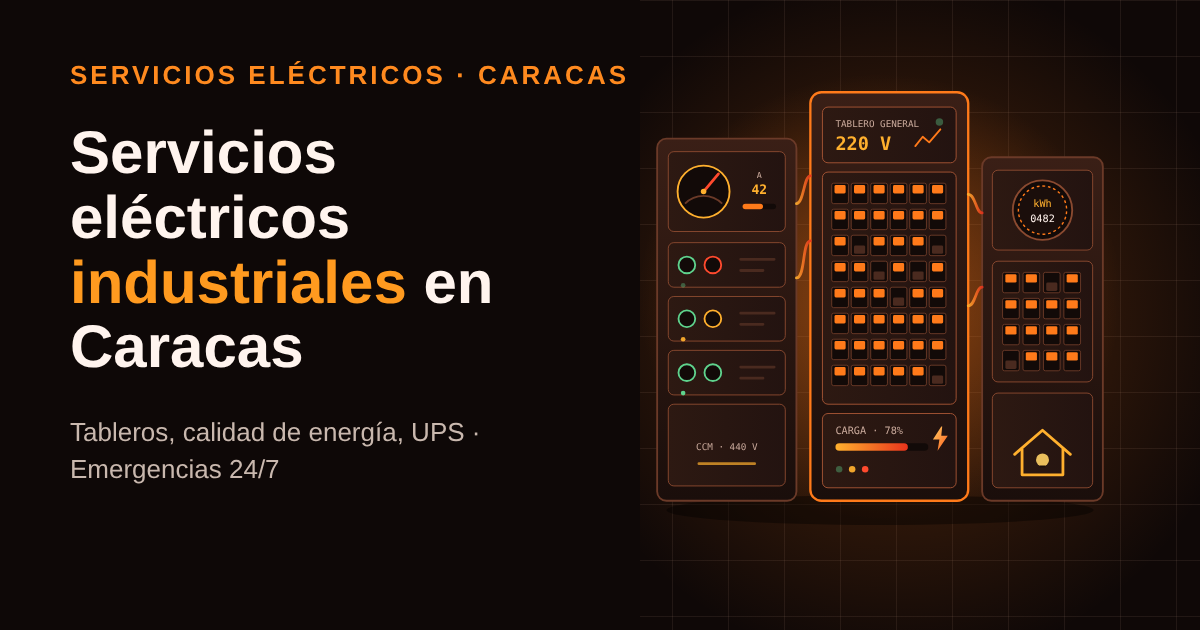 SERVICIOS ELÉCTRICOS · CARACAS
Servicios
eléctricos
industriales en
Caracas
Tableros, calidad de energía, UPS ·
Emergencias 24/7
A
42
CCM · 440 V
TABLERO GENERAL
220 V
CARGA · 78%
kWh
0482